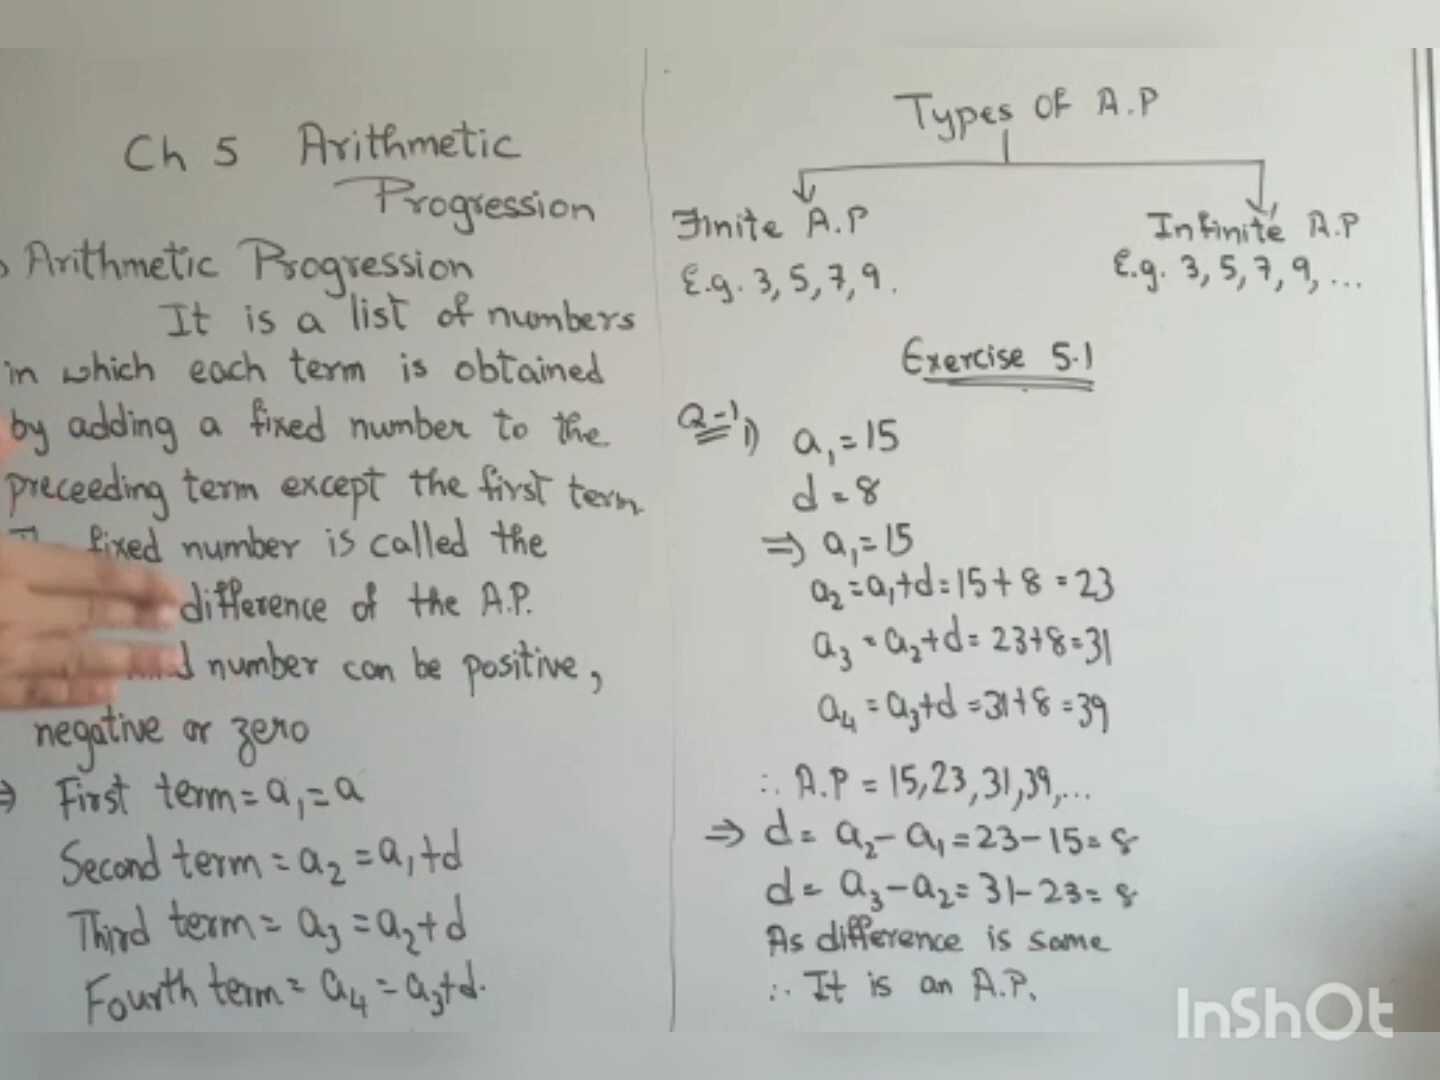 Ch 5 Arithmetic
Progression
Arithmetic Progression
It is a list of numbers
in which each term is obtained
by adding a fixed number to the
preceeding term except the first term
fixed number is called the
difference of the A.P.
number can be positive,
negative or zero
⇒ First term = a₁ = a
Second term = a₂ = a₁+d
Third term = a₃ = a₂+d
Fourth term = a₄ = a₃+d.
Types OF A.P
Finite A.P
E.g. 3, 5, 7, 9.
Infinite A.P
E.g. 3, 5, 7, 9, ...
Exercise 5.1
Q-1 i) a₁ = 15
d = 8
⇒ a₁ = 15
a₂ = a₁+d = 15+8 = 23
a₃ = a₂+d = 23+8 = 31
a₄ = a₃+d = 31+8 = 39
∴ A.P = 15, 23, 31, 39, ...
⇒ d = a₂ - a₁ = 23 - 15 = 8
d = a₃ - a₂ = 31 - 23 = 8
As difference is same
∴ It is an A.P.
InShOt